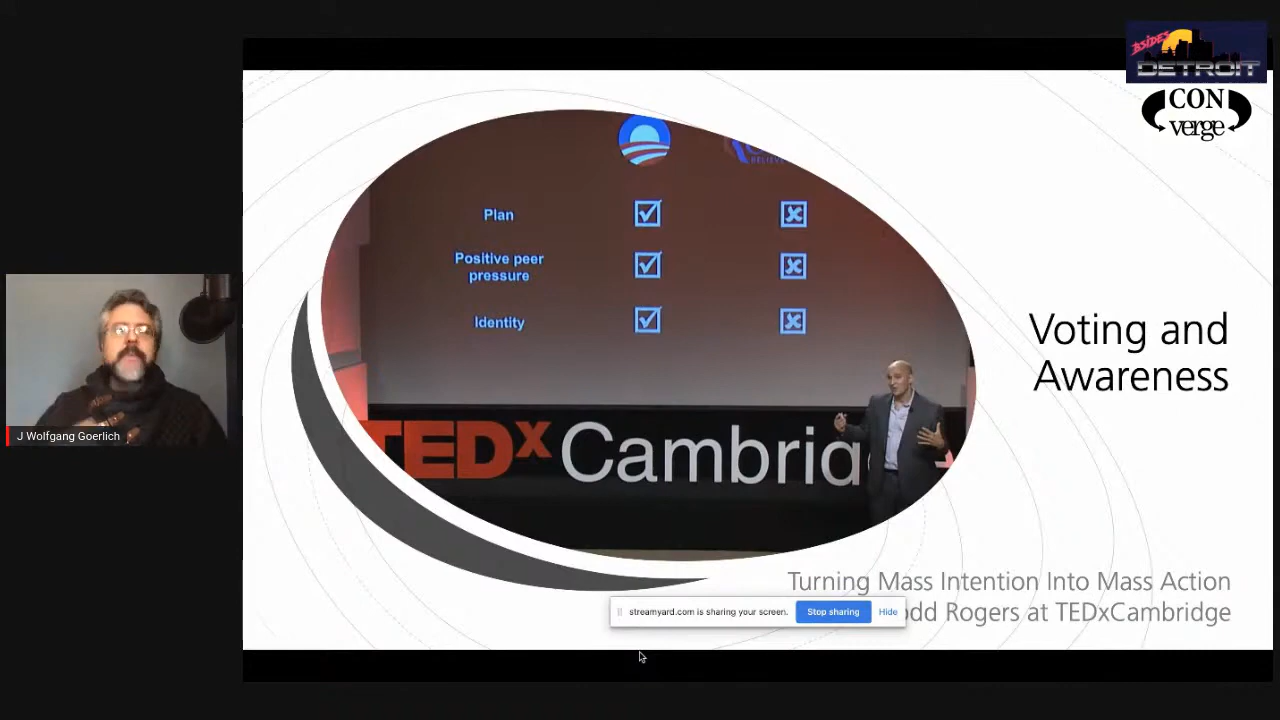 BSIDES
DETROIT
CON
verge
BELIEVE
Plan
Positive peer
pressure
Identity
TEDx Cambrid
Voting and
Awareness
J Wolfgang Goerlich
Turning Mass Intention Into Mass Action
streamyard.com is sharing your screen.
Stop sharing
Hide
odd Rogers at TEDxCambridge